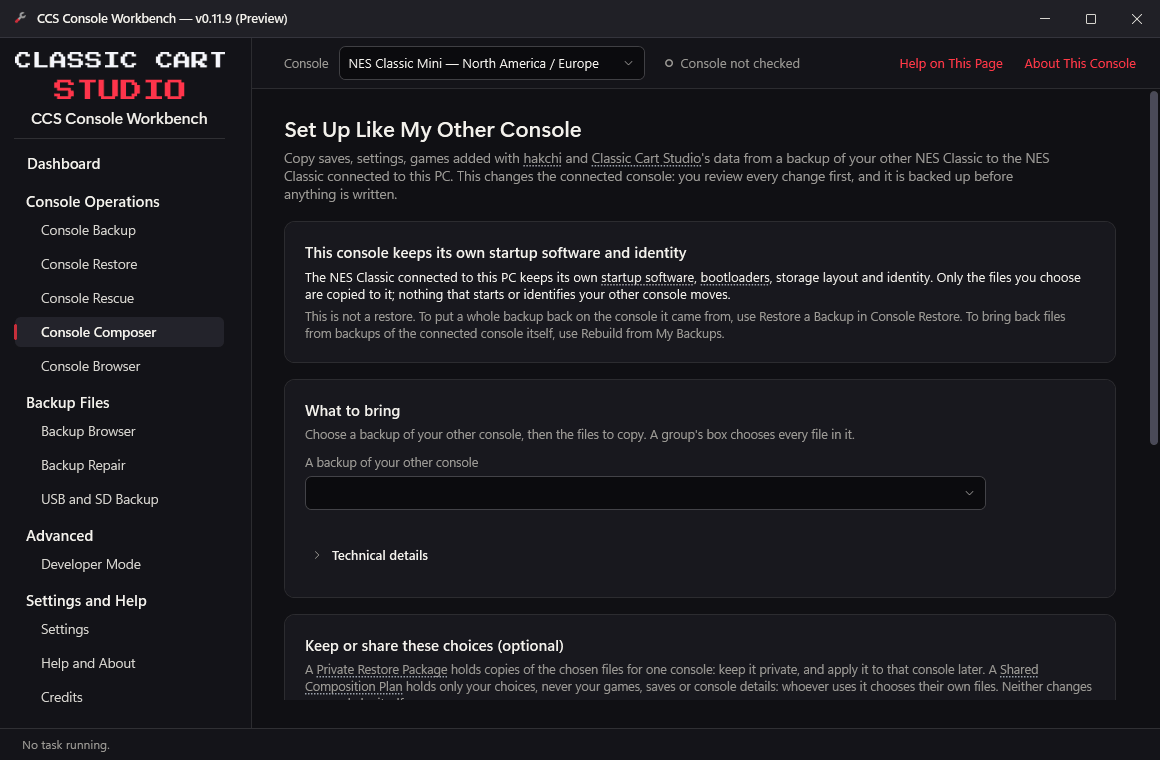 CCS Console Workbench — v0.11.9 (Preview)
CLASSIC CART
STUDIO
CCS Console Workbench
Dashboard
Console Operations
Console Backup
Console Restore
Console Rescue
Console Composer
Console Browser
Backup Files
Backup Browser
Backup Repair
USB and SD Backup
Advanced
Developer Mode
Settings and Help
Settings
Help and About
Credits
Console
NES Classic Mini — North America / Europe
Console not checked
Help on This Page
About This Console
Set Up Like My Other Console
Copy saves, settings, games added with hakchi and Classic Cart Studio's data from a backup of your other NES Classic to the NES
Classic connected to this PC. This changes the connected console: you review every change first, and it is backed up before
anything is written.
This console keeps its own startup software and identity
The NES Classic connected to this PC keeps its own startup software, bootloaders, storage layout and identity. Only the files you choose
are copied to it; nothing that starts or identifies your other console moves.
This is not a restore. To put a whole backup back on the console it came from, use Restore a Backup in Console Restore. To bring back files
from backups of the connected console itself, use Rebuild from My Backups.
What to bring
Choose a backup of your other console, then the files to copy. A group's box chooses every file in it.
A backup of your other console
Technical details
Keep or share these choices (optional)
A Private Restore Package holds copies of the chosen files for one console: keep it private, and apply it to that console later. A Shared
Composition Plan holds only your choices, never your games, saves or console details: whoever uses it chooses their own files. Neither changes
No task running.